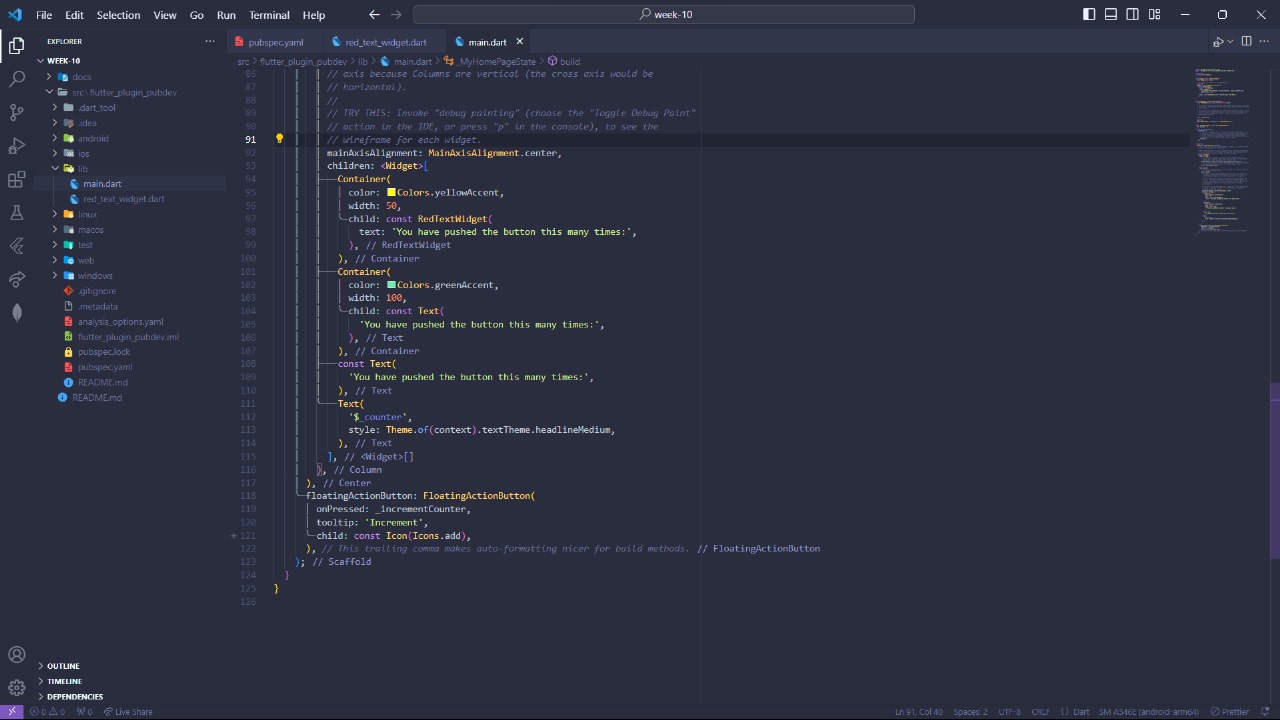 File Edit Selection View Go Run Terminal Help
week-10
EXPLORER
pubspec.yaml
red_text_widget.dart
main.dart
WEEK-10
docs
src\ flutter_plugin_pubdev
.dart_tool
.idea
android
ios
lib
main.dart
red_text_widget.dart
linux
macos
test
web
windows
.gitignore
.metadata
analysis_options.yaml
flutter_plugin_pubdev.iml
pubspec.lock
pubspec.yaml
README.md
README.md
OUTLINE
TIMELINE
DEPENDENCIES
src > flutter_plugin_pubdev > lib > main.dart > _MyHomePageState > build
86 // axis because Columns are vertical (the cross axis would be
87 // horizontal).
88 //
89 // TRY THIS: Invoke "debug painting" (choose the "Toggle Debug Paint"
90 // action in the IDE, or press "p" in the console), to see the
91 // wireframe for each widget.
92 mainAxisAlignment: MainAxisAlignment.center,
93 children: <Widget>[
94 Container(
95 color: Colors.yellowAccent,
96 width: 50,
97 child: const RedTextWidget(
98 text: 'You have pushed the button this many times:',
99 ), // RedTextWidget
100 ), // Container
101 Container(
102 color: Colors.greenAccent,
103 width: 100,
104 child: const Text(
105 'You have pushed the button this many times:',
106 ), // Text
107 ), // Container
108 const Text(
109 'You have pushed the button this many times:',
110 ), // Text
111 Text(
112 '$_counter',
113 style: Theme.of(context).textTheme.headlineMedium,
114 ), // Text
115 ], // <Widget>[]
116 ), // Column
117 ), // Center
118 floatingActionButton: FloatingActionButton(
119 onPressed: _incrementCounter,
120 tooltip: 'Increment',
121 child: const Icon(Icons.add),
122 ), // This trailing comma makes auto-formatting nicer for build methods. // FloatingActionButton
123 ); // Scaffold
124 }
125 }
126
0 0 0 Live Share
Ln 91, Col 40 Spaces: 2 UTF-8 CRLF {} Dart SM A546E (android-arm64) Prettier